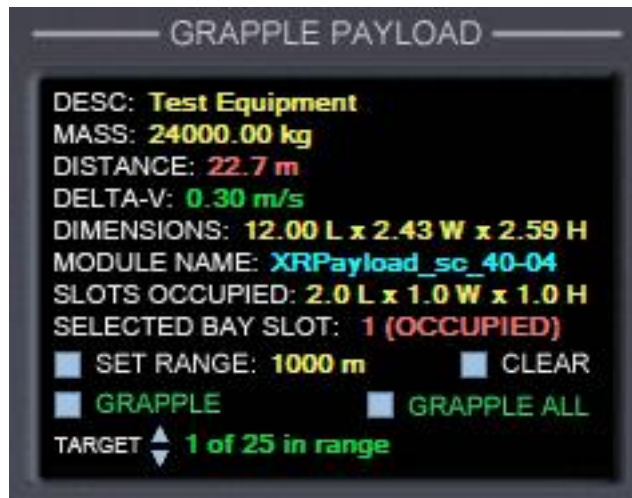 GRAPPLE PAYLOAD
DESC: Test Equipment
MASS: 24000.00 kg
DISTANCE: 22.7 m
DELTA-V: 0.30 m/s
DIMENSIONS: 12.00 L x 2.43 W x 2.59 H
MODULE NAME: XRPayload_sc_40-04
SLOTS OCCUPIED: 2.0 L x 1.0 W x 1.0 H
SELECTED BAY SLOT: 1 (OCCUPIED)
SET RANGE: 1000 m CLEAR
GRAPPLE GRAPPLE ALL
TARGET 1 of 25 in range